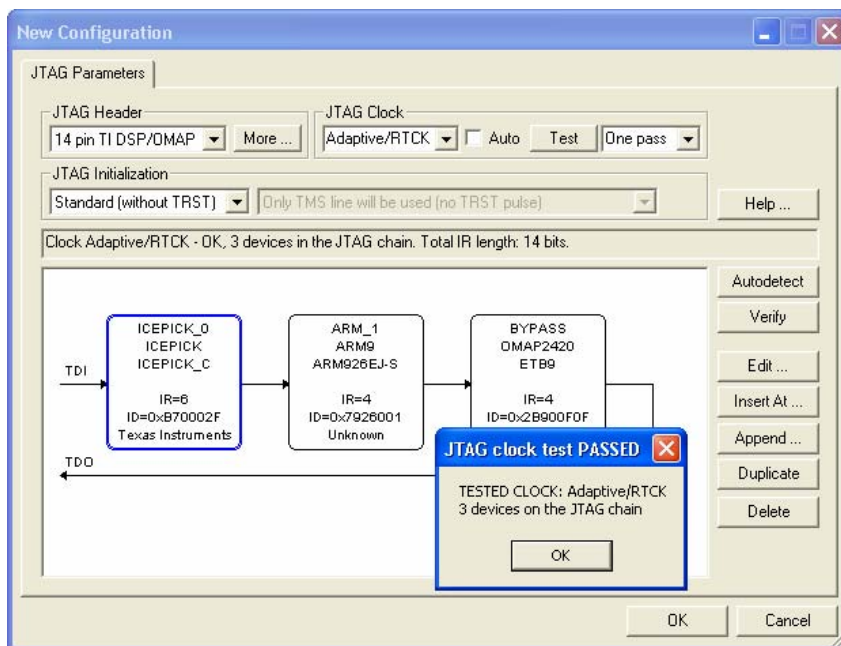 New Configuration
JTAG Parameters
JTAG Header
JTAG Clock
14 pin TI DSP/OMAP
More ...
Adaptive/RTCK
Auto
Test
One pass
JTAG Initialization
Standard (without TRST)
Only TMS line will be used (no TRST pulse)
Help ...
Clock Adaptive/RTCK - OK, 3 devices in the JTAG chain. Total IR length: 14 bits.
Autodetect
Verify
Edit ...
Insert At ...
Append ...
Duplicate
Delete
TDI
ICEPICK_0
ICEPICK
ICEPICK_C
IR=6
ID=0xB70002F
Texas Instruments
ARM_1
ARM9
ARM926EJ-S
IR=4
ID=0x7926001
Unknown
BYPASS
OMAP2420
ETB9
IR=4
ID=0x2B900F0F
TDO
JTAG clock test PASSED
TESTED CLOCK: Adaptive/RTCK
3 devices on the JTAG chain
OK
OK
Cancel